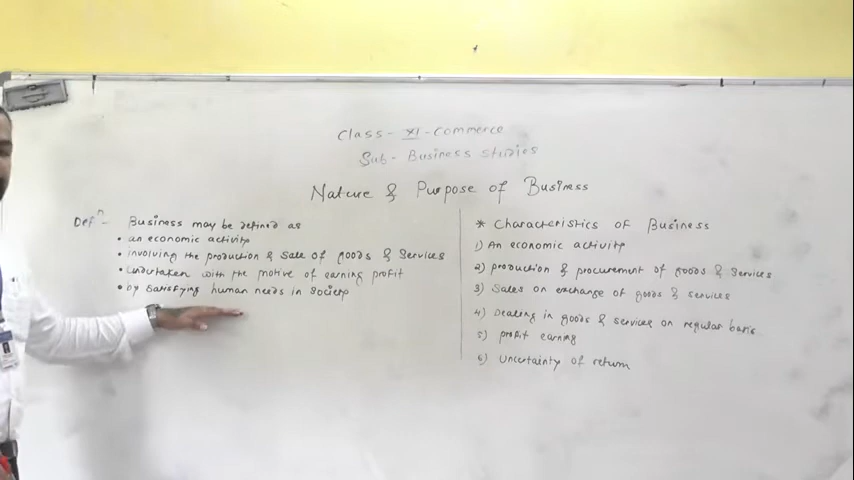 Class - XI - Commerce
Sub - Business Studies
Nature & Purpose of Business
Defⁿ - Business may be defined as
• an economic activity
• involving the production & Sale of goods & Services
• undertaken with the motive of earning profit
• by satisfying human needs in Society
* Characteristics of Business
1) An economic activity
2) production & procurement of goods & Services
3) Sales on exchange of goods & services
4) Dealing in goods & services on regular basis
5) profit earning
6) Uncertainty of return